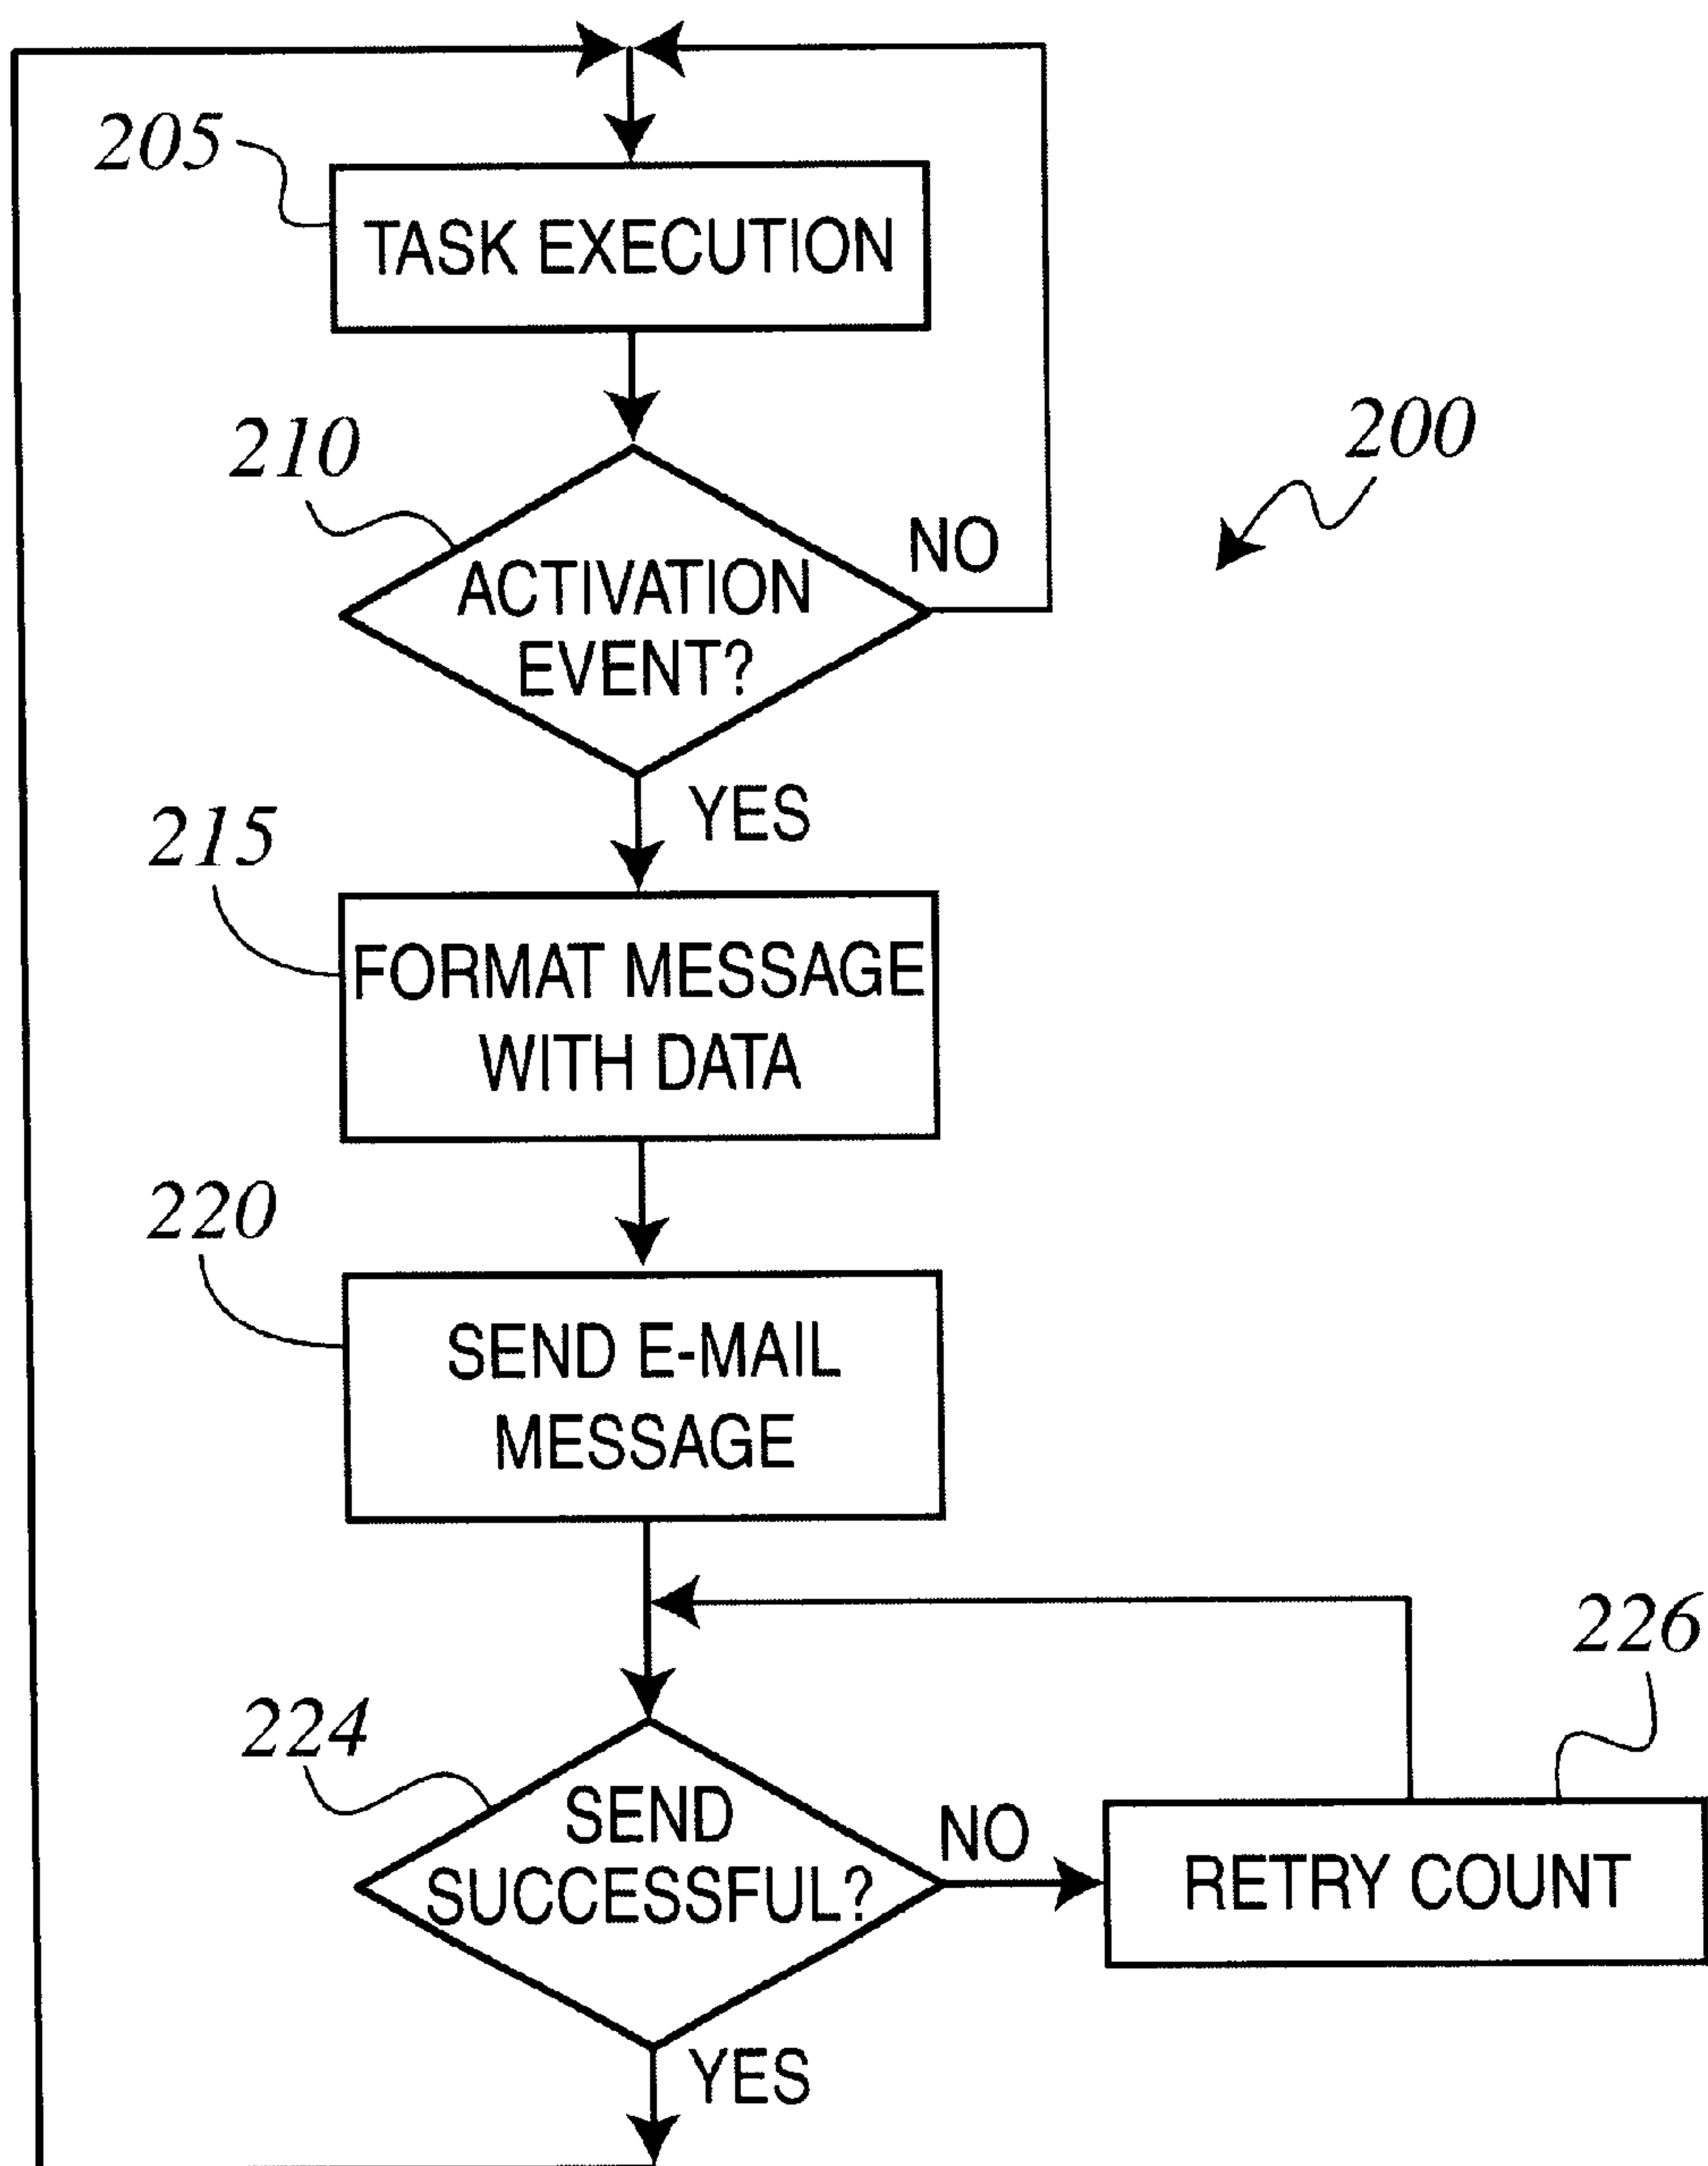 205
TASK EXECUTION
210
200
NO
ACTIVATION
EVENT?
YES
215
FORMAT MESSAGE
WITH DATA
220
SEND E-MAIL
MESSAGE
226
224
SEND
SUCCESSFUL?
NO
RETRY COUNT
YES